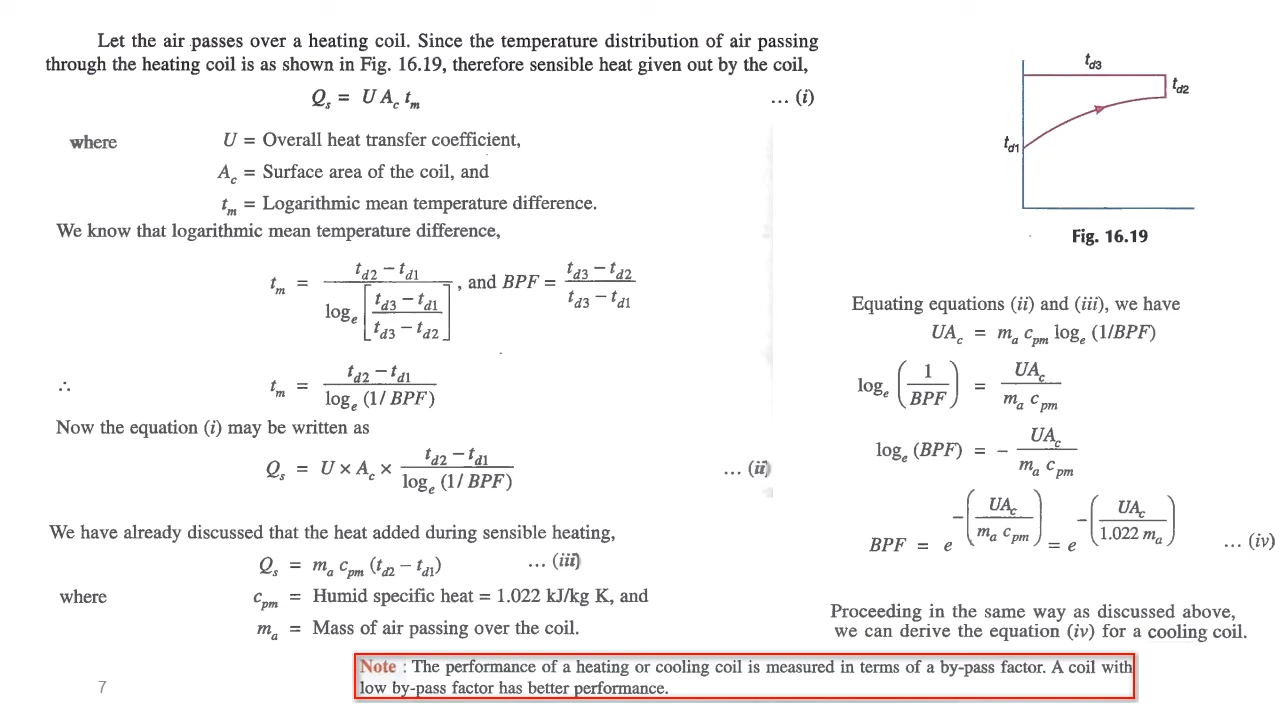 Let the air passes over a heating coil. Since the temperature distribution of air passing
through the heating coil is as shown in Fig. 16.19, therefore sensible heat given out by the coil,
Q_s = U A_c t_m ... (i)
where U = Overall heat transfer coefficient,
A_c = Surface area of the coil, and
t_m = Logarithmic mean temperature difference.
We know that logarithmic mean temperature difference,
t_m = (t_d2 − t_d1) / log_e [(t_d3 − t_d1) / (t_d3 − t_d2)], and BPF = (t_d3 − t_d2) / (t_d3 − t_d1)
∴ t_m = (t_d2 − t_d1) / log_e (1/BPF)
Now the equation (i) may be written as
Q_s = U × A_c × (t_d2 − t_d1) / log_e (1/BPF) ... (ii)
We have already discussed that the heat added during sensible heating,
Q_s = m_a c_pm (t_d2 − t_d1) ... (iii)
where c_pm = Humid specific heat = 1.022 kJ/kg K, and
m_a = Mass of air passing over the coil.
t_d3
t_d2
t_d1
Fig. 16.19
Equating equations (ii) and (iii), we have
UA_c = m_a c_pm log_e (1/BPF)
log_e (1 / BPF) = UA_c / m_a c_pm
log_e (BPF) = − UA_c / m_a c_pm
BPF = e^−(UA_c / m_a c_pm) = e^−(UA_c / 1.022 m_a) ... (iv)
Proceeding in the same way as discussed above,
we can derive the equation (iv) for a cooling coil.
Note : The performance of a heating or cooling coil is measured in terms of a by-pass factor. A coil with
low by-pass factor has better performance.
7